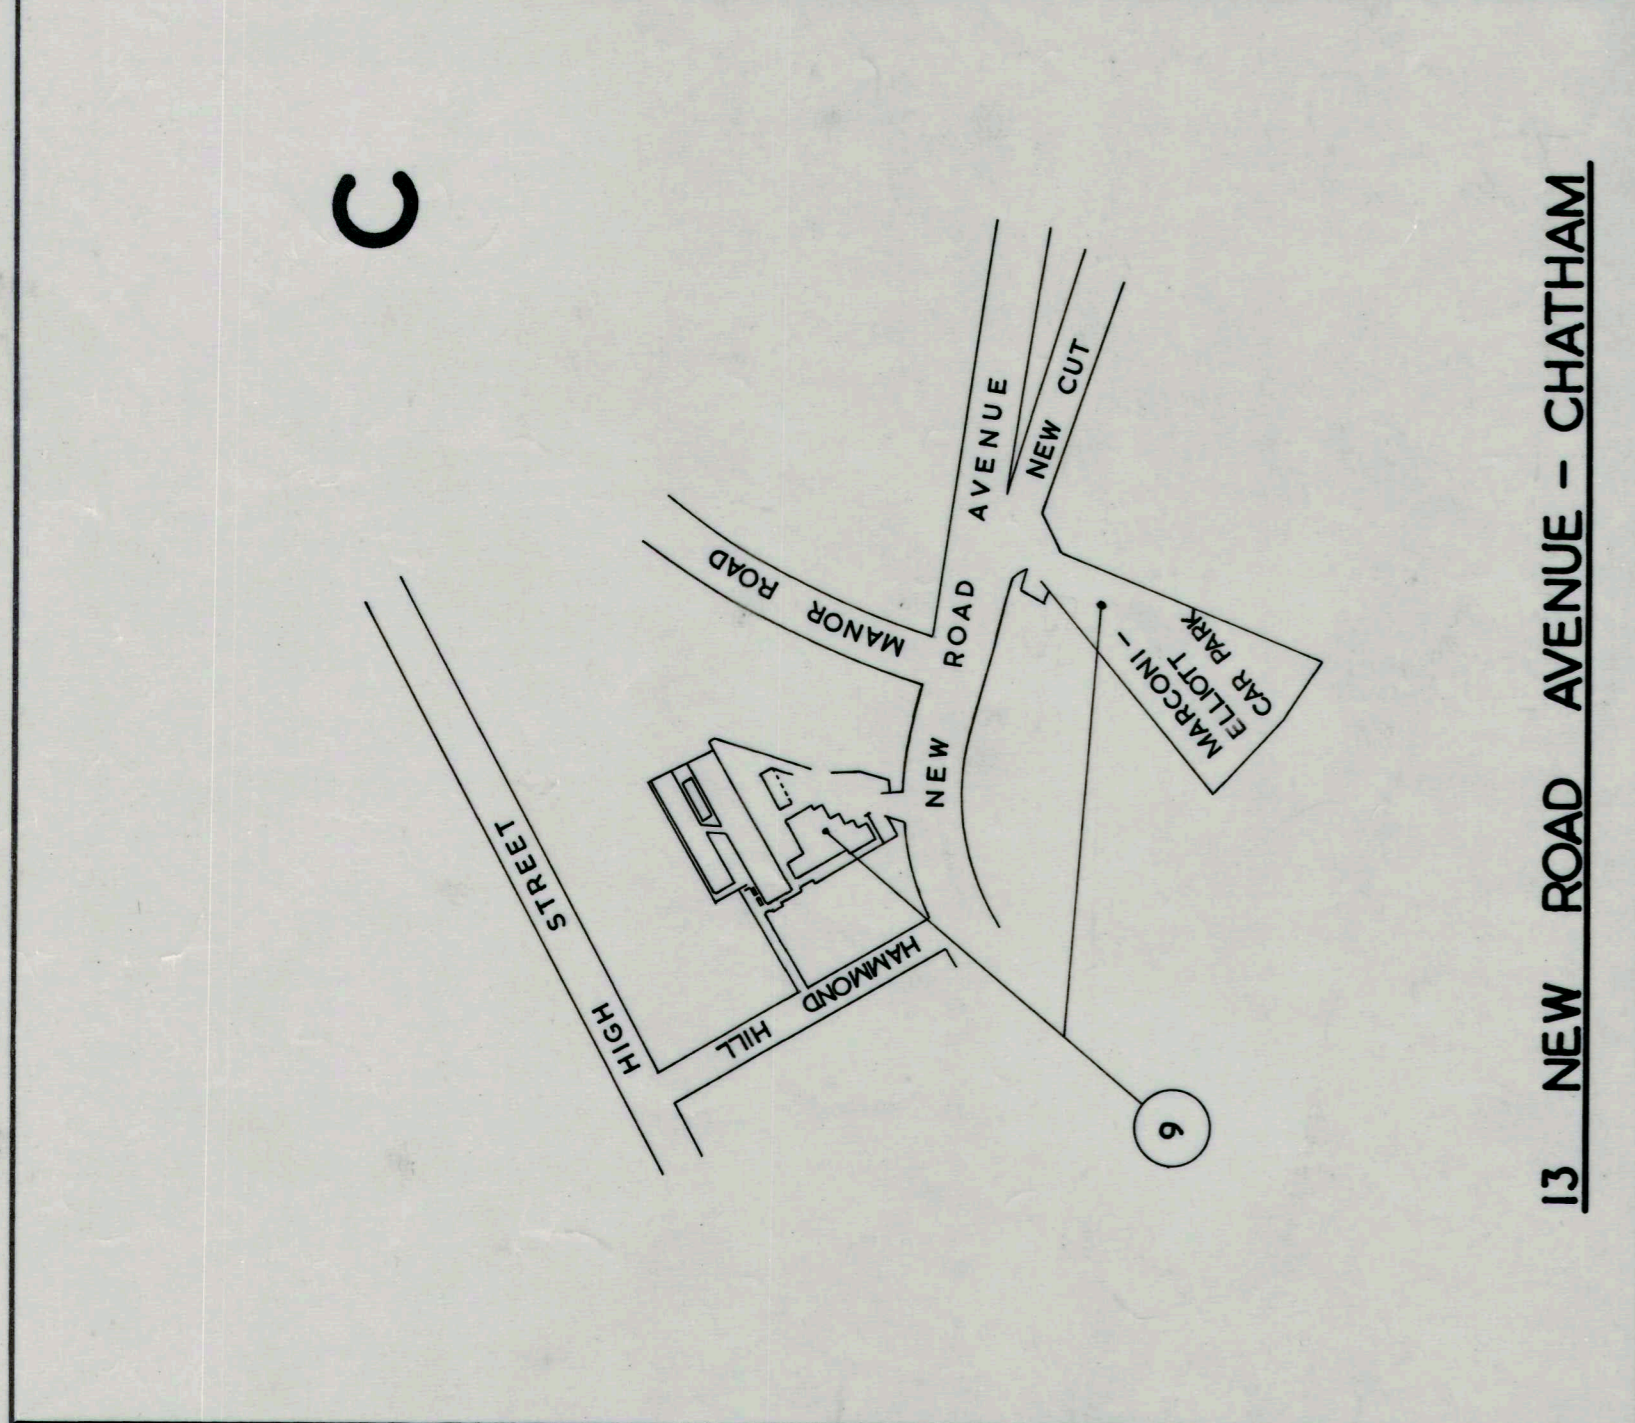 C
HIGH STREET
HAMMOND HILL
MANOR ROAD
NEW ROAD AVENUE
NEW CUT
MARCONI –
ELLIOTT
CAR PARK
6
13 NEW ROAD AVENUE – CHATHAM